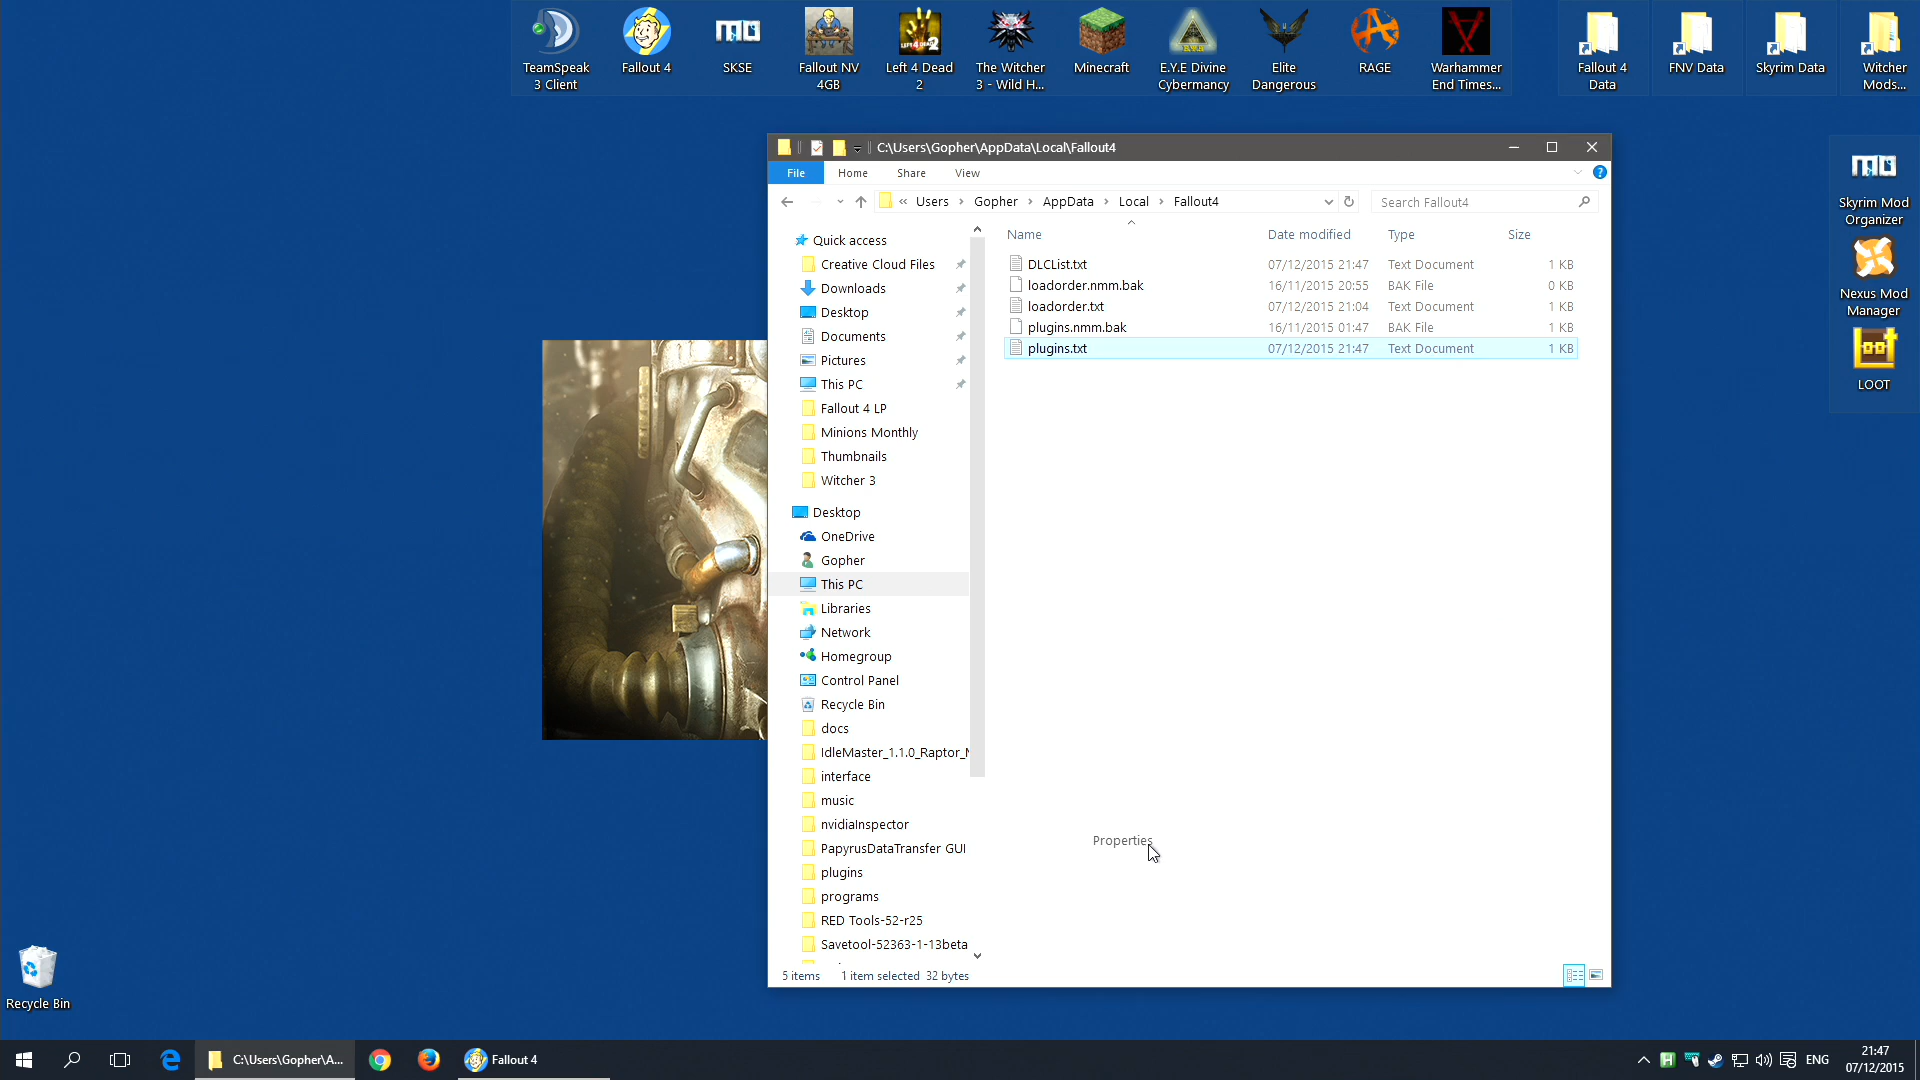 TeamSpeak
3 Client
Fallout 4
SKSE
Fallout NV
4GB
Left 4 Dead
2
The Witcher
3 - Wild H...
Minecraft
E.Y.E Divine
Cybermancy
Elite
Dangerous
RAGE
Warhammer
End Times...
Fallout 4
Data
FNV Data
Skyrim Data
Witcher
Mods...
Skyrim Mod
Organizer
Nexus Mod
Manager
LOOT
C:\Users\Gopher\AppData\Local\Fallout4
File Home Share View
« Users > Gopher > AppData > Local > Fallout4
Search Fallout4
Quick access
Creative Cloud Files
Downloads
Desktop
Documents
Pictures
This PC
Fallout 4 LP
Minions Monthly
Thumbnails
Witcher 3
Desktop
OneDrive
Gopher
This PC
Libraries
Network
Homegroup
Control Panel
Recycle Bin
docs
IdleMaster_1.1.0_Raptor_
interface
music
nvidiaInspector
PapyrusDataTransfer GUI
plugins
programs
RED Tools-52-r25
Savetool-52363-1-13beta
Name Date modified Type Size
DLCList.txt 07/12/2015 21:47 Text Document 1 KB
loadorder.nmm.bak 16/11/2015 20:55 BAK File 0 KB
loadorder.txt 07/12/2015 21:04 Text Document 1 KB
plugins.nmm.bak 16/11/2015 01:47 BAK File 1 KB
plugins.txt 07/12/2015 21:47 Text Document 1 KB
Properties
5 items 1 item selected 32 bytes
Recycle Bin
C:\Users\Gopher\A...
Fallout 4
ENG
21:47
07/12/2015